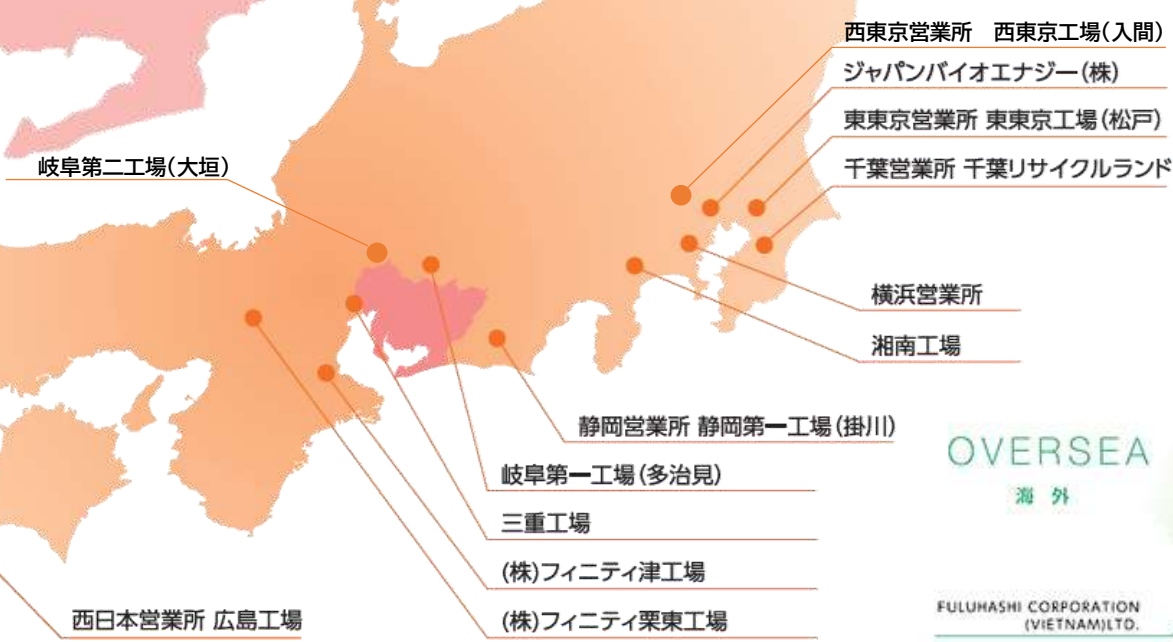 西東京営業所　西東京工場(入間)
ジャパンバイオエナジー(株)
東東京営業所 東東京工場(松戸)
千葉営業所 千葉リサイクルランド
岐阜第二工場(大垣)
横浜営業所
湘南工場
静岡営業所 静岡第一工場(掛川)
岐阜第一工場(多治見)
三重工場
(株)フィニティ津工場
(株)フィニティ栗東工場
西日本営業所 広島工場
OVERSEA
海外
FULUHASHI CORPORATION
(VIETNAM)LTD.